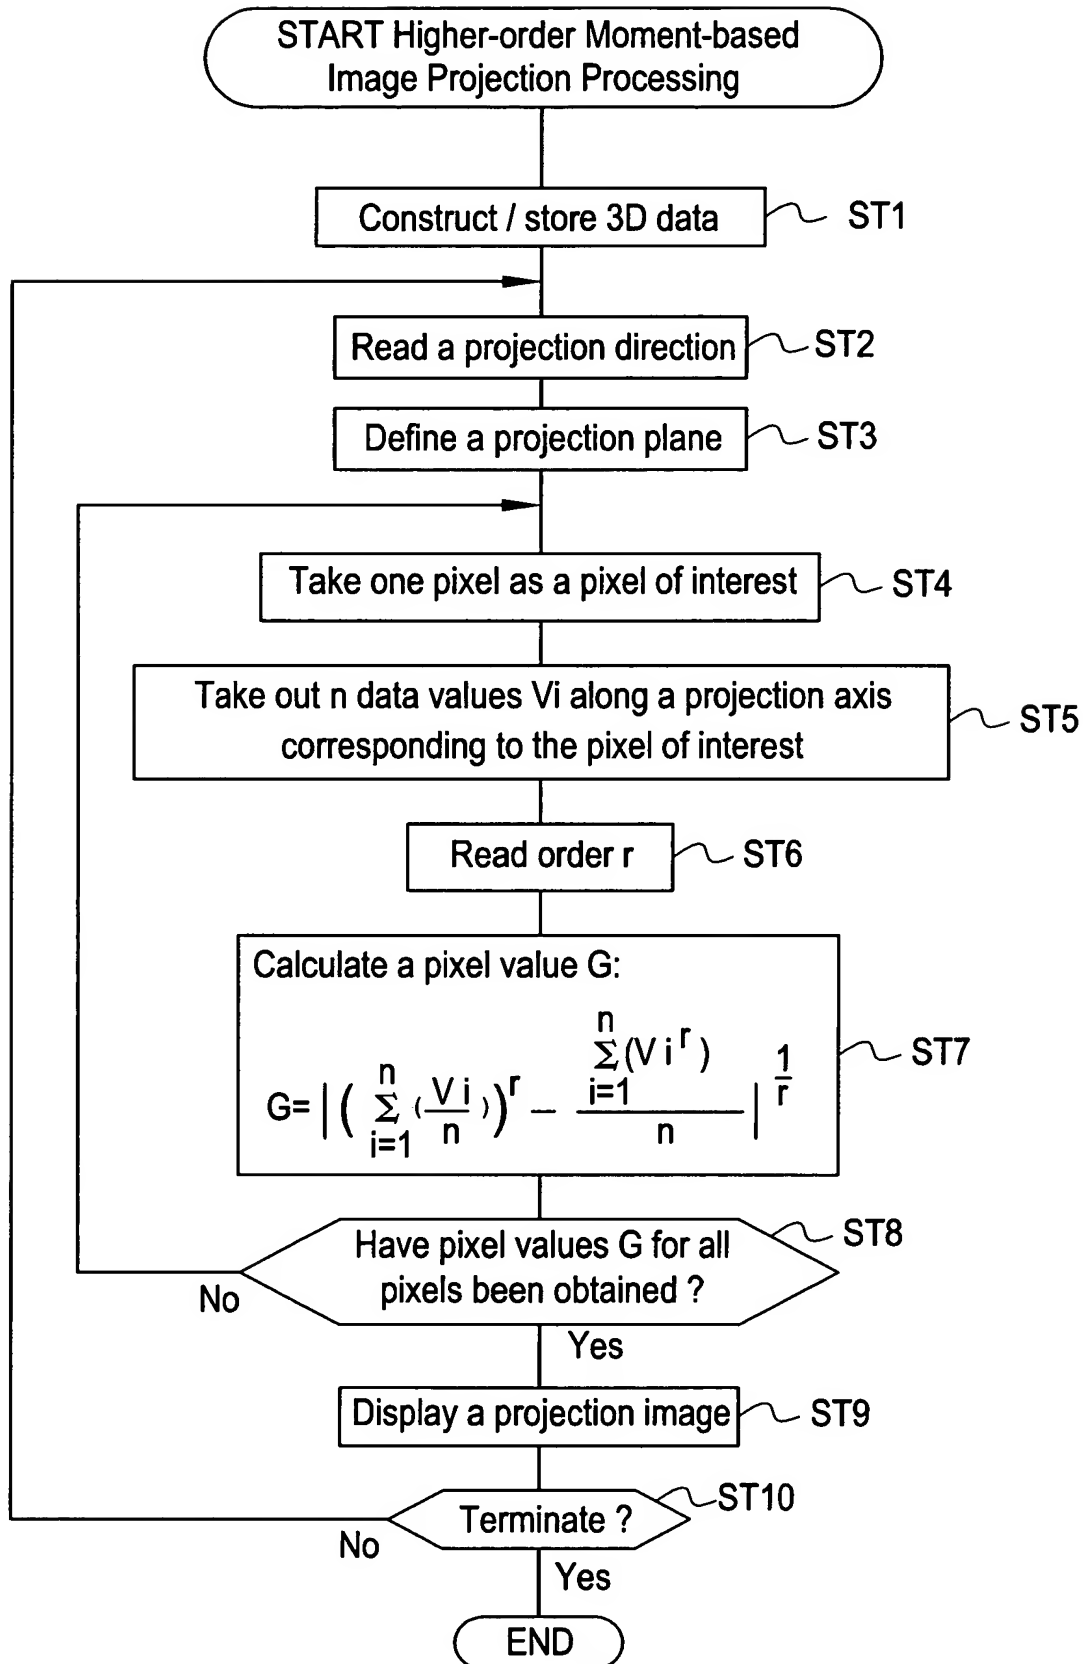 START Higher-order Moment-based
Image Projection Processing
Construct / store 3D data
ST1
Read a projection direction
ST2
Define a projection plane
ST3
Take one pixel as a pixel of interest
ST4
Take out n data values Vi along a projection axis
corresponding to the pixel of interest
ST5
Read order r
ST6
Calculate a pixel value G:
G=|( n Σ i=1 (Vi/n))^r − n Σ i=1 (Vi^r) / n |^1/r
ST7
Have pixel values G for all
pixels been obtained ?
ST8
No
Yes
Display a projection image
ST9
Terminate ?
ST10
No
Yes
END